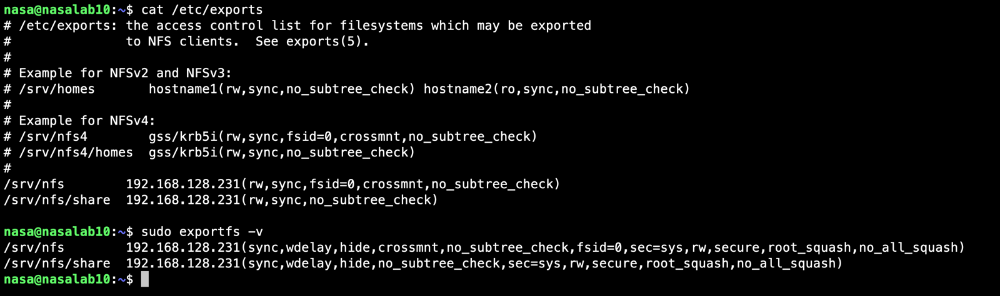 nasa@nasalab10:~$ cat /etc/exports
# /etc/exports: the access control list for filesystems which may be exported
#               to NFS clients.  See exports(5).
#
# Example for NFSv2 and NFSv3:
# /srv/homes       hostname1(rw,sync,no_subtree_check) hostname2(ro,sync,no_subtree_check)
#
# Example for NFSv4:
# /srv/nfs4        gss/krb5i(rw,sync,fsid=0,crossmnt,no_subtree_check)
# /srv/nfs4/homes  gss/krb5i(rw,sync,no_subtree_check)
#
/srv/nfs        192.168.128.231(rw,sync,fsid=0,crossmnt,no_subtree_check)
/srv/nfs/share  192.168.128.231(rw,sync,no_subtree_check)

nasa@nasalab10:~$ sudo exportfs -v
/srv/nfs        192.168.128.231(sync,wdelay,hide,crossmnt,no_subtree_check,fsid=0,sec=sys,rw,secure,root_squash,no_all_squash)
/srv/nfs/share  192.168.128.231(sync,wdelay,hide,no_subtree_check,sec=sys,rw,secure,root_squash,no_all_squash)
nasa@nasalab10:~$